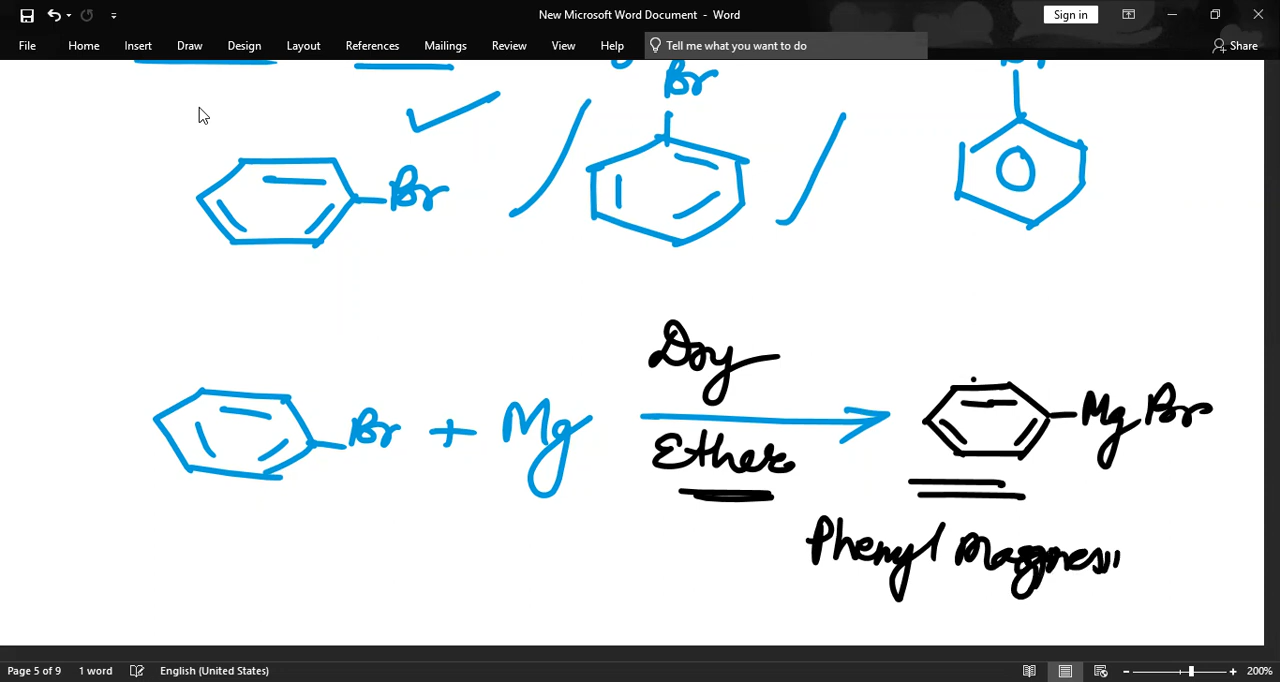 New Microsoft Word Document - Word
Sign in
File Home Insert Draw Design Layout References Mailings Review View Help Tell me what you want to do Share
Br
Br
Dry
Br + Mg
Ether
MgBr
Phenyl Magnesi
Page 5 of 9 1 word English (United States) 200%